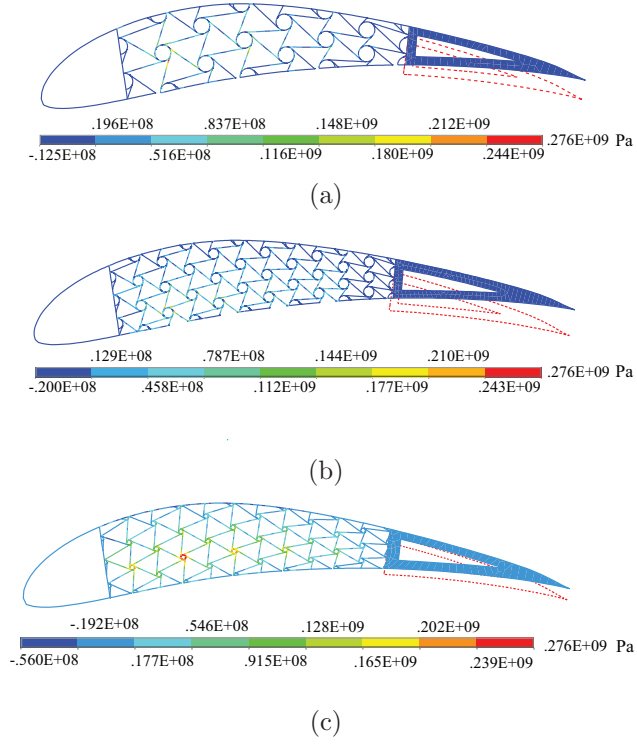 .196E+08 .837E+08 .148E+09 .212E+09
.276E+09 Pa
-.125E+08 .516E+08 .116E+09 .180E+09 .244E+09
(a)
.129E+08 .787E+08 .144E+09 .210E+09
.276E+09 Pa
-.200E+08 .458E+08 .112E+09 .177E+09 .243E+09
(b)
-.192E+08 .546E+08 .128E+09 .202E+09
.276E+09 Pa
-.560E+08 .177E+08 .915E+08 .165E+09 .239E+09
(c)